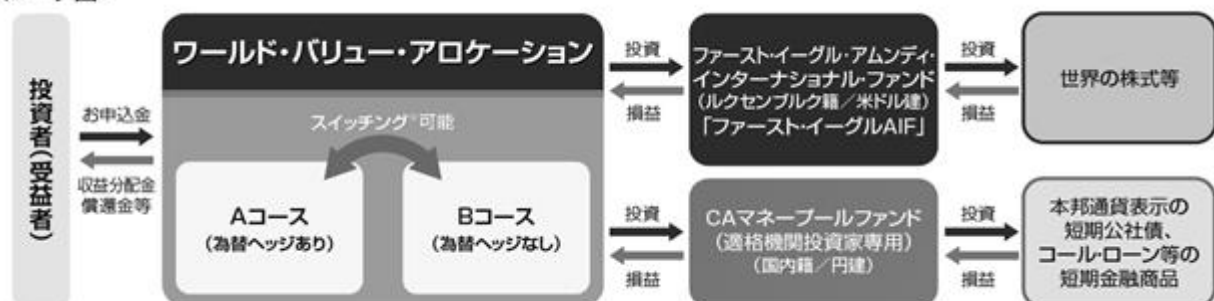 投資者(受益者)
お申込金
収益分配金
償還金等
ワールド・バリュー・アロケーション
スイッチング※可能
Aコース
(為替ヘッジあり)
Bコース
(為替ヘッジなし)
投資
損益
ファースト・イーグル・アムンディ・
インターナショナル・ファンド
(ルクセンブルク籍/米ドル建)
「ファースト・イーグルAIF」
投資
損益
世界の株式等
投資
損益
CAマネープールファンド
(適格機関投資家専用)
(国内籍/円建)
投資
損益
本邦通貨表示の
短期公社債、
コール・ローン等の
短期金融商品